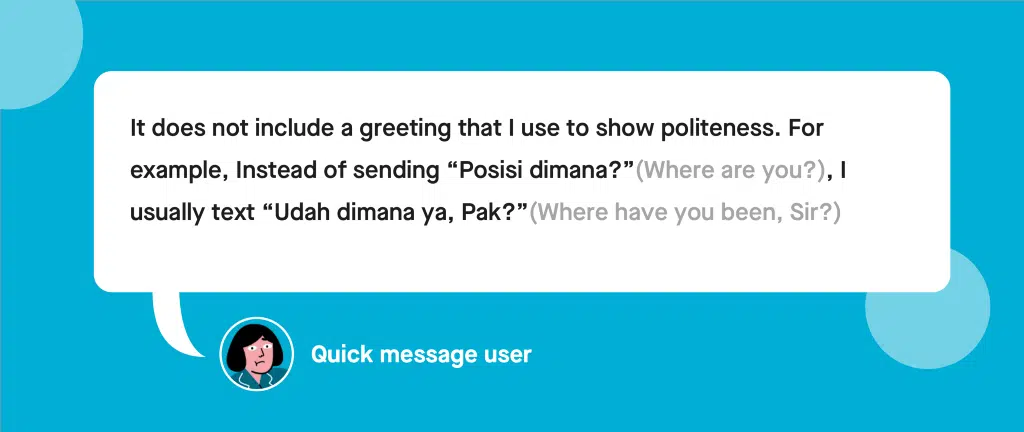 It does not include a greeting that I use to show politeness. For
example, Instead of sending “Posisi dimana?”(Where are you?), I
usually text “Udah dimana ya, Pak?”(Where have you been, Sir?)
Quick message user